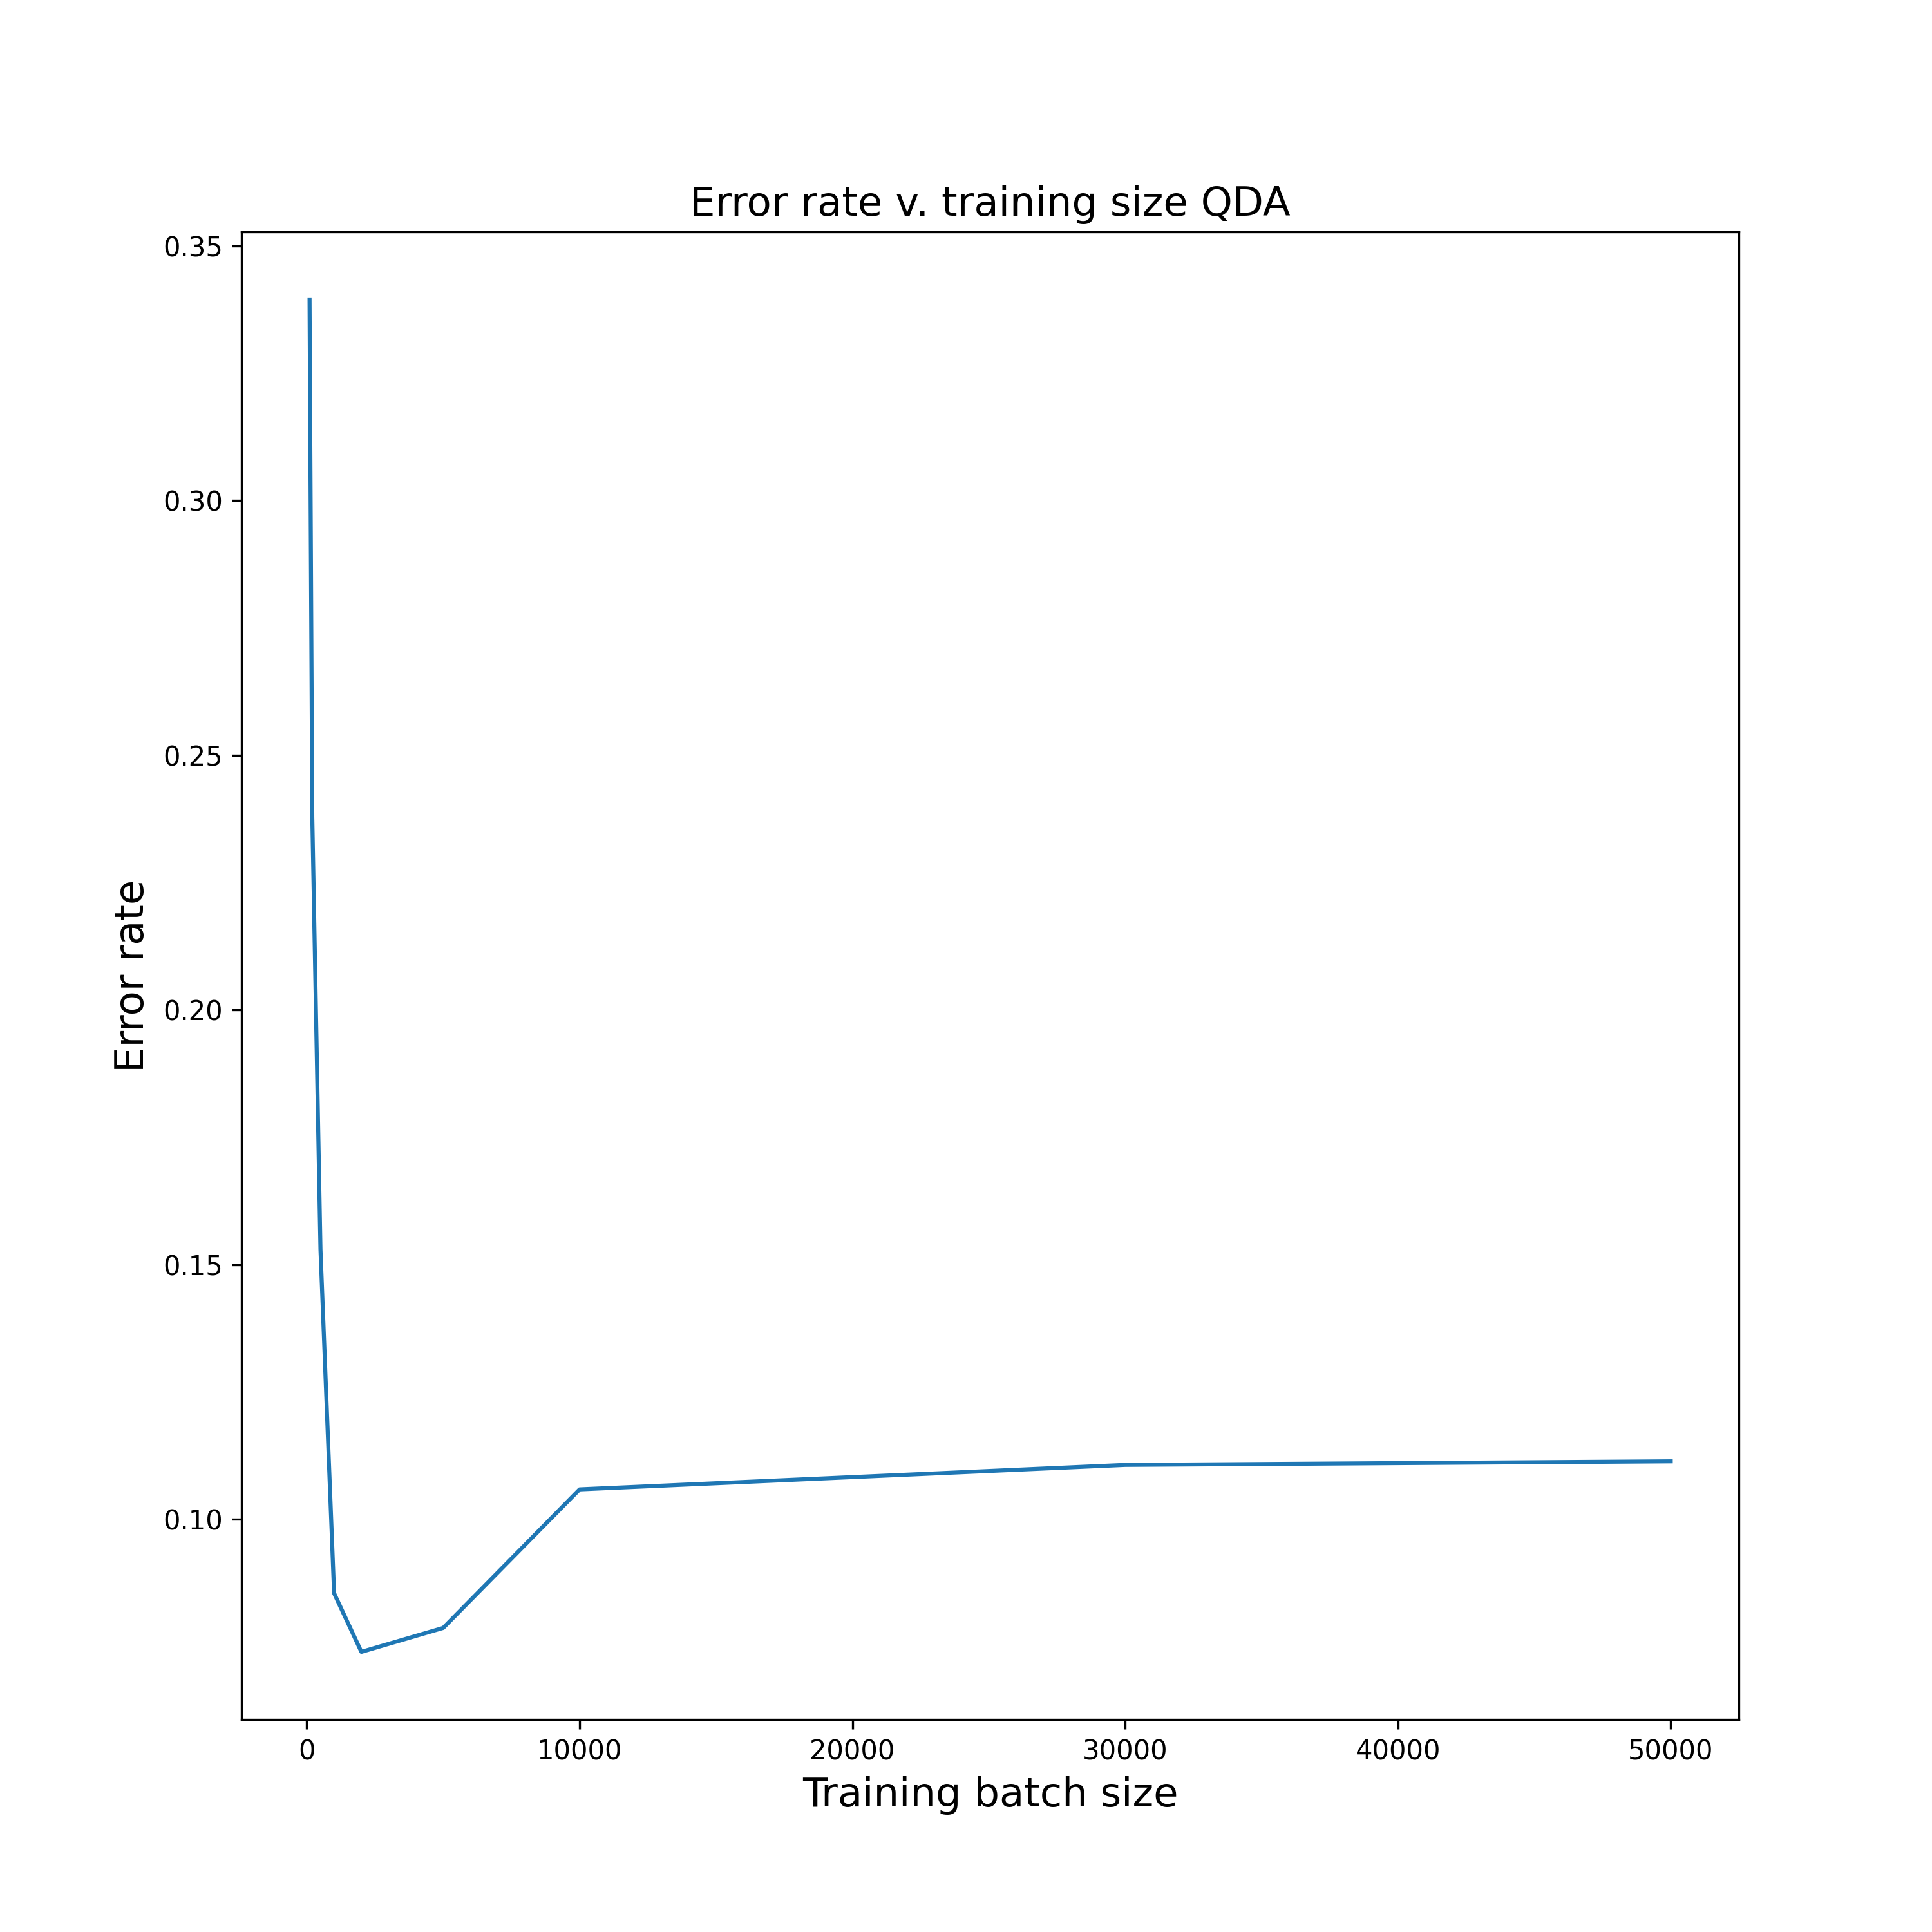 Error rate v. training size QDA
0.35
0.30
0.25
0.20
0.15
0.10
Error rate
0 10000 20000 30000 40000 50000
Training batch size